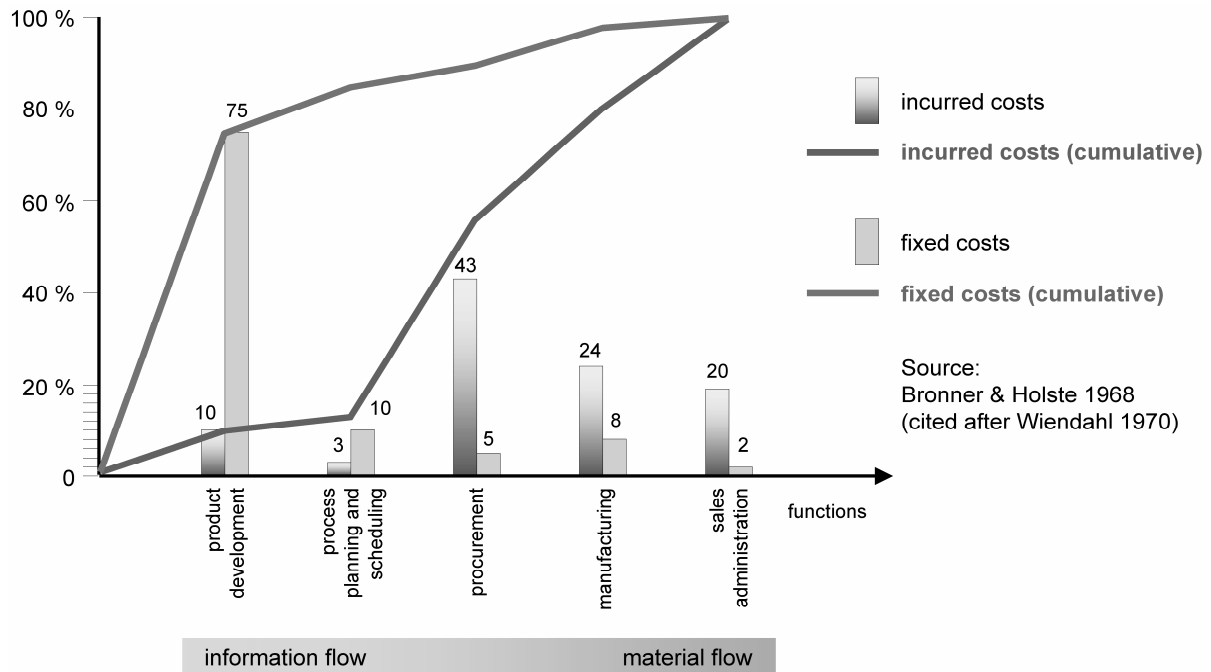 100 %
80 %
60 %
40 %
20 %
0
75
10
3
10
43
5
24
8
20
2
product
development
process
planning and
scheduling
procurement
manufacturing
sales
administration
functions
information flow
material flow
incurred costs
incurred costs (cumulative)
fixed costs
fixed costs (cumulative)
Source:
Bronner & Holste 1968
(cited after Wiendahl 1970)